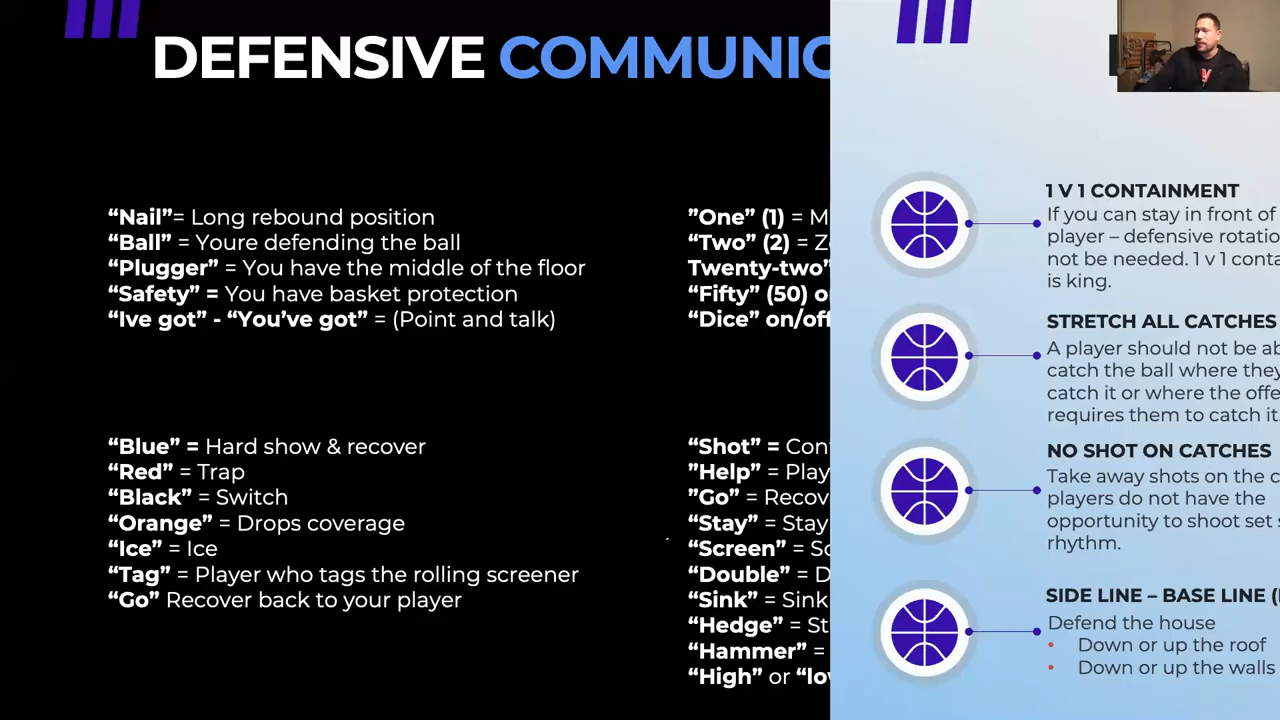 DEFENSIVE COMMUNIC
“Nail”= Long rebound position
“Ball” = Youre defending the ball
“Plugger” = You have the middle of the floor
“Safety” = You have basket protection
“Ive got” - “You’ve got” = (Point and talk)
”One” (1) = M
“Two” (2) = Z
Twenty-two”
“Fifty” (50) o
“Dice” on/off
“Blue” = Hard show & recover
“Red” = Trap
“Black” = Switch
“Orange” = Drops coverage
“Ice” = Ice
“Tag” = Player who tags the rolling screener
“Go” Recover back to your player
“Shot” = Con
”Help” = Play
”Go” = Recov
“Stay” = Stay
“Screen” = Sc
“Double” = D
“Sink” = Sink
“Hedge” = St
“Hammer” =
“High” or “lo
1 V 1 CONTAINMENT
If you can stay in front of
player – defensive rotatio
not be needed. 1 v 1 conta
is king.
STRETCH ALL CATCHES
A player should not be ab
catch the ball where they
catch it or where the offe
requires them to catch it.
NO SHOT ON CATCHES
Take away shots on the c
players do not have the
opportunity to shoot set s
rhythm.
SIDE LINE – BASE LINE (
Defend the house
• Down or up the roof
• Down or up the walls